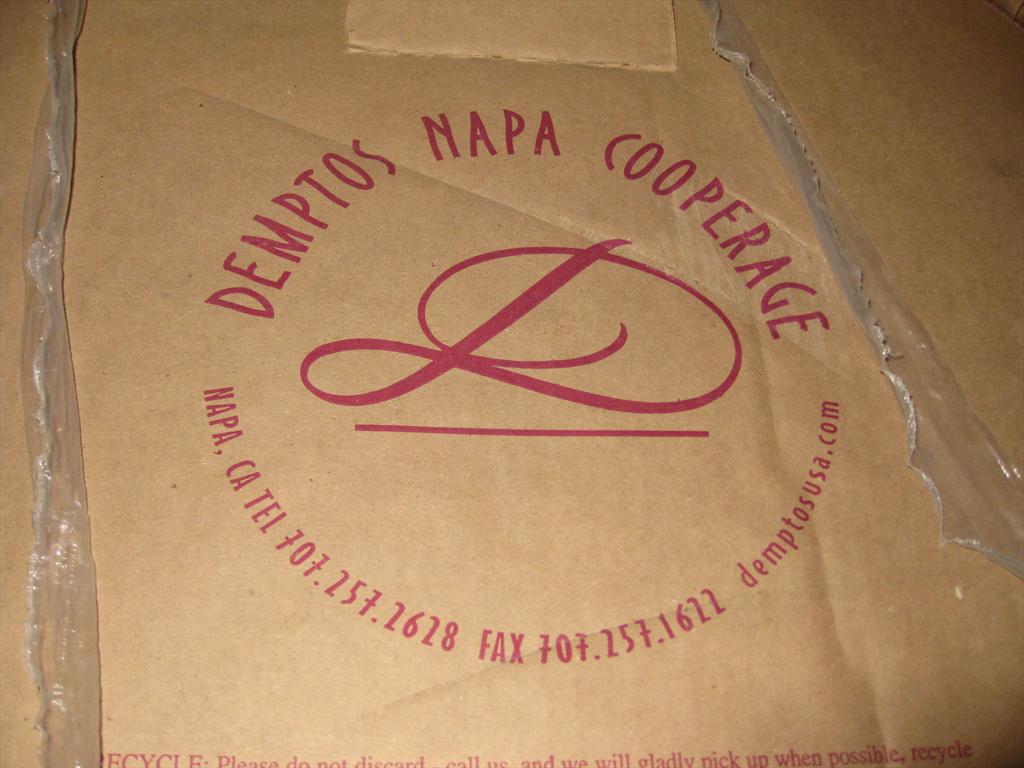 DEMPTOS NAPA COOPERAGE
D
NAPA, CA TEL 707.257.2628 FAX 707.257.1622 demptosusa.com
RECYCLE: Please do not discard - call us, and we will gladly pick up when possible, recycle